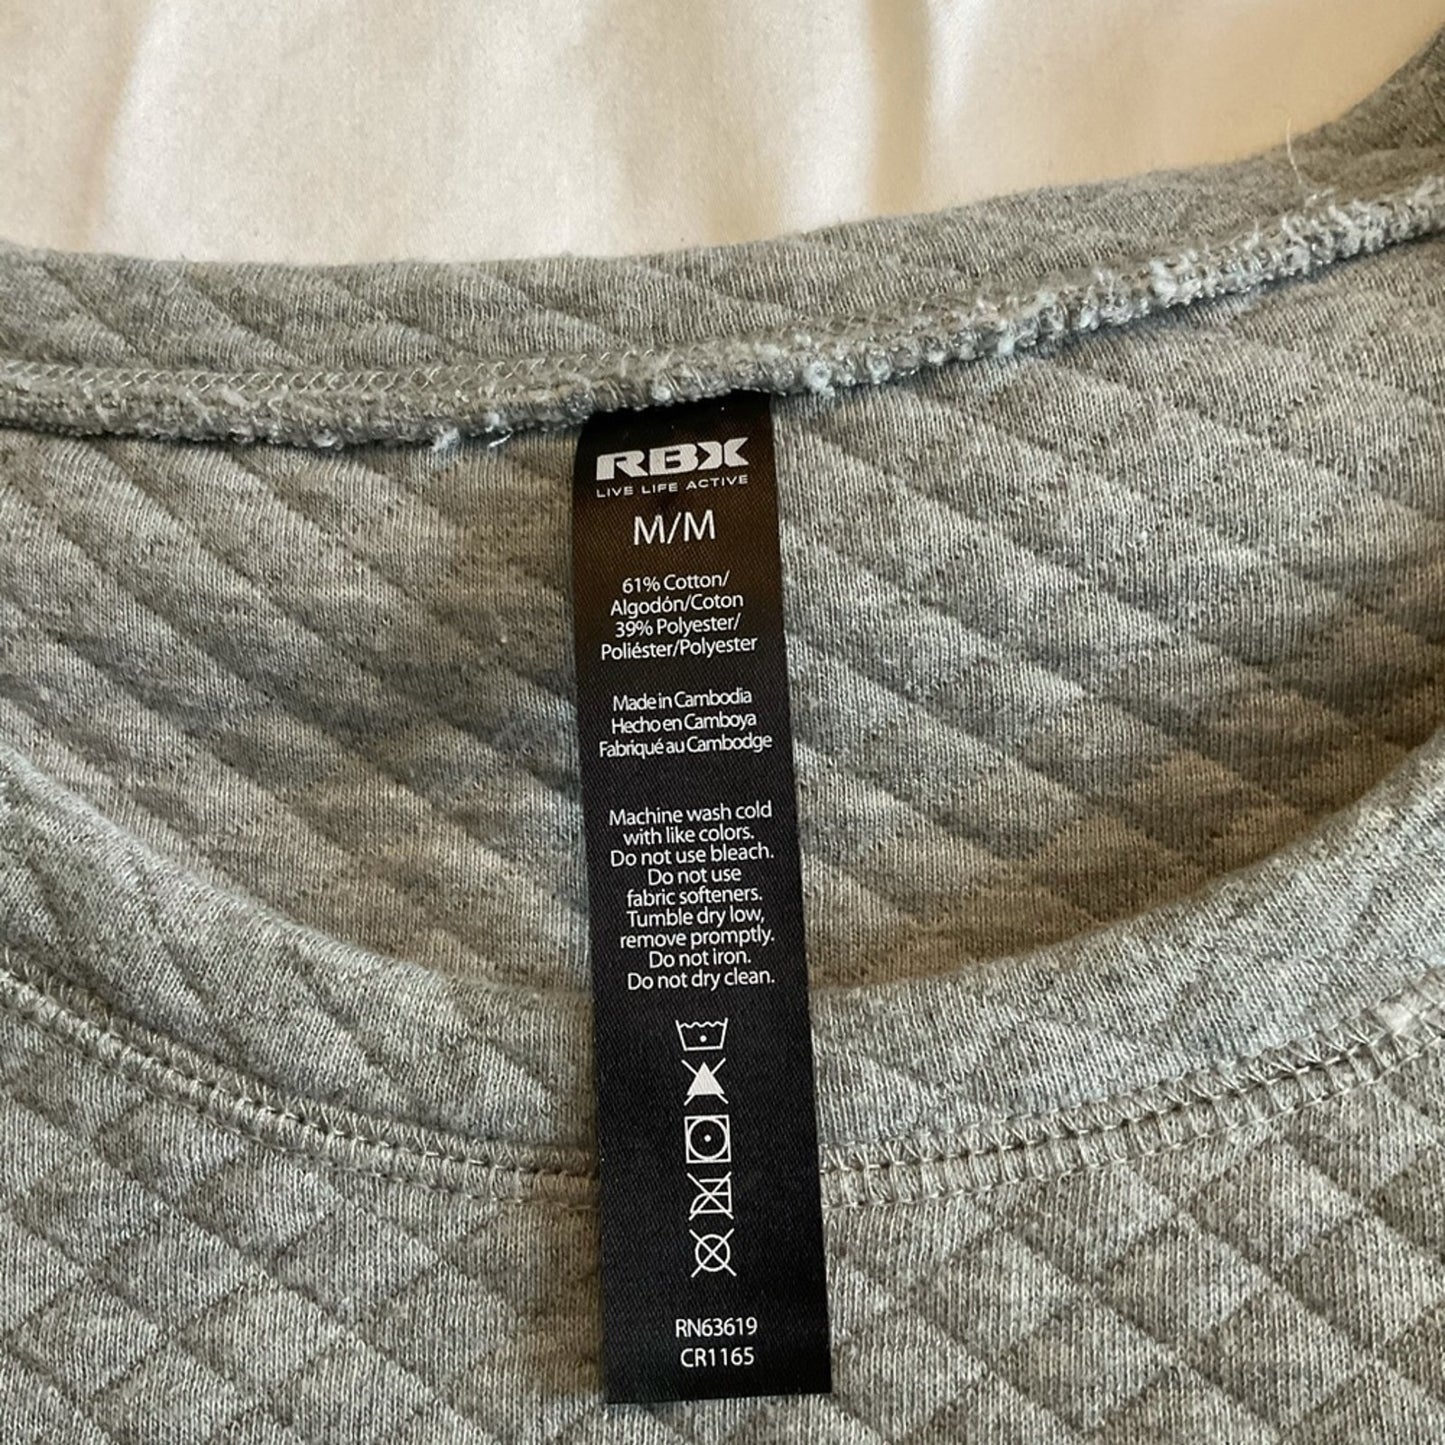 RBX
LIVE LIFE ACTIVE
M/M
61% Cotton/
Algodón/Coton
39% Polyester/
Poliéster/Polyester
Made in Cambodia
Hecho en Camboya
Fabriqué au Cambodge
Machine wash cold
with like colors.
Do not use bleach.
Do not use
fabric softeners.
Tumble dry low,
remove promptly.
Do not iron.
Do not dry clean.
RN63619
CR1165